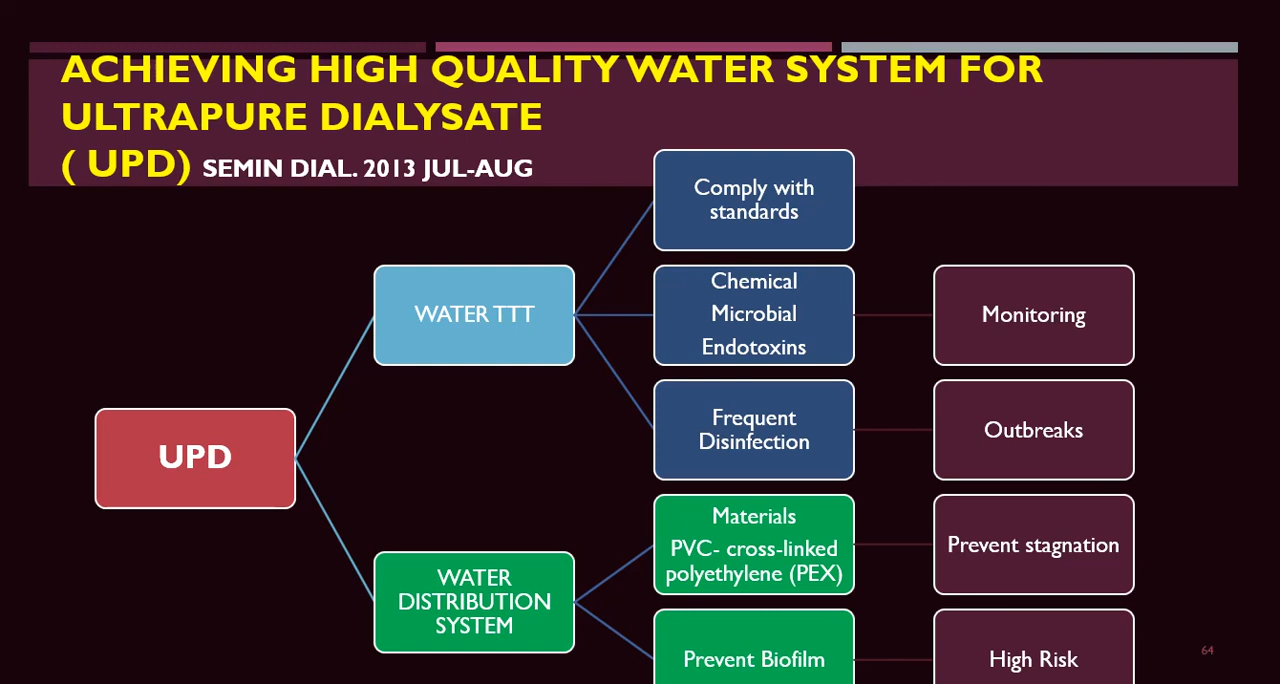 ACHIEVING HIGH QUALITY WATER SYSTEM FOR
ULTRAPURE DIALYSATE
( UPD) SEMIN DIAL. 2013 JUL-AUG
UPD
WATER TTT
Comply with
standards
Chemical
Microbial
Endotoxins
Monitoring
Frequent
Disinfection
Outbreaks
WATER
DISTRIBUTION
SYSTEM
Materials
PVC- cross-linked
polyethylene (PEX)
Prevent stagnation
Prevent Biofilm
High Risk
64